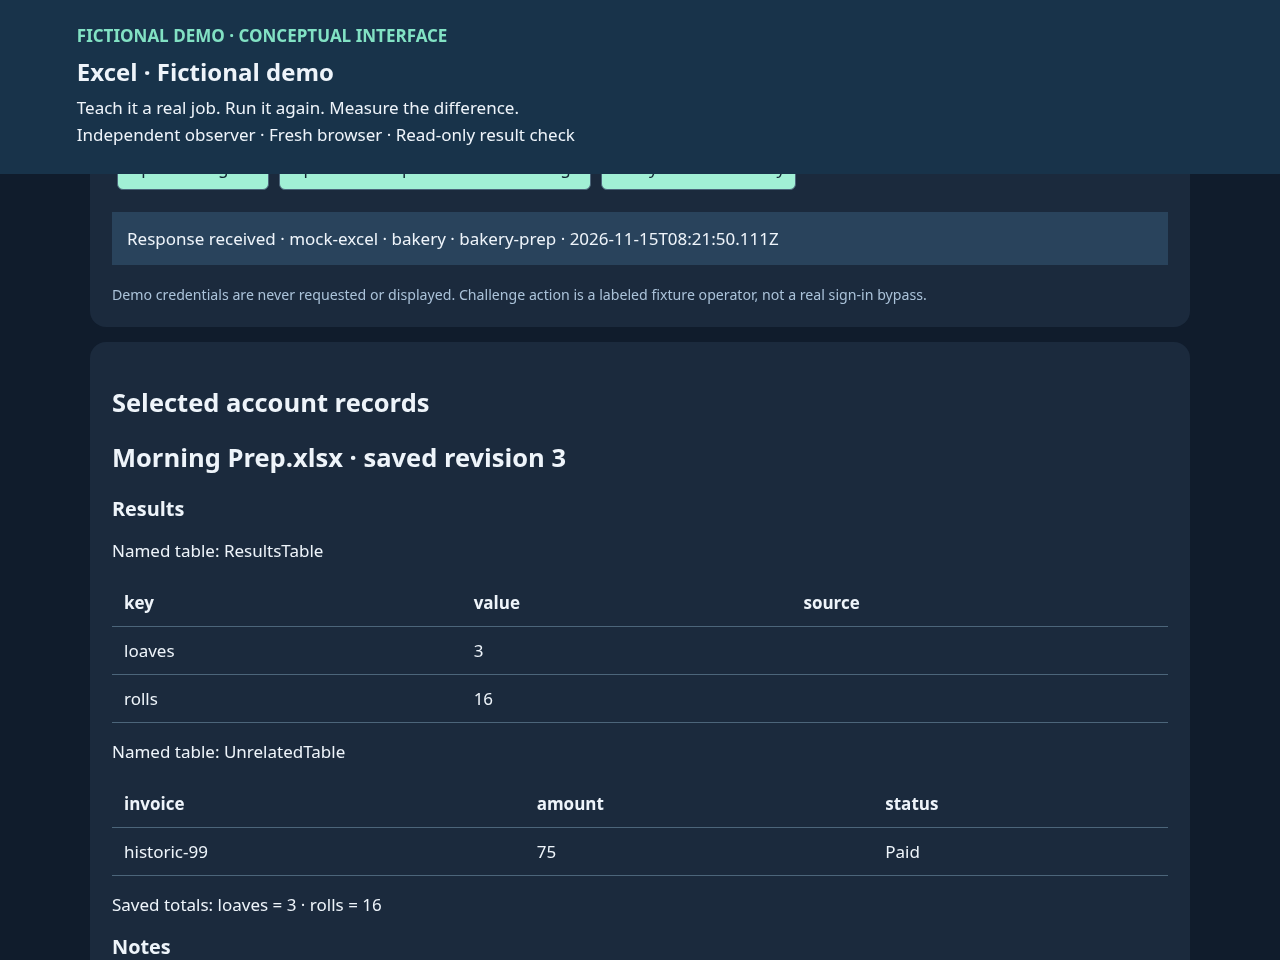 FICTIONAL DEMO · CONCEPTUAL INTERFACE
Excel · Fictional demo
Teach it a real job. Run it again. Measure the difference.
Independent observer · Fresh browser · Read-only result check
Response received · mock-excel · bakery · bakery-prep · 2026-11-15T08:21:50.111Z
Demo credentials are never requested or displayed. Challenge action is a labeled fixture operator, not a real sign-in bypass.
Selected account records
Morning Prep.xlsx · saved revision 3
Results
Named table: ResultsTable
key value source
loaves 3
rolls 16
Named table: UnrelatedTable
invoice amount status
historic-99 75 Paid
Saved totals: loaves = 3 · rolls = 16
Notes